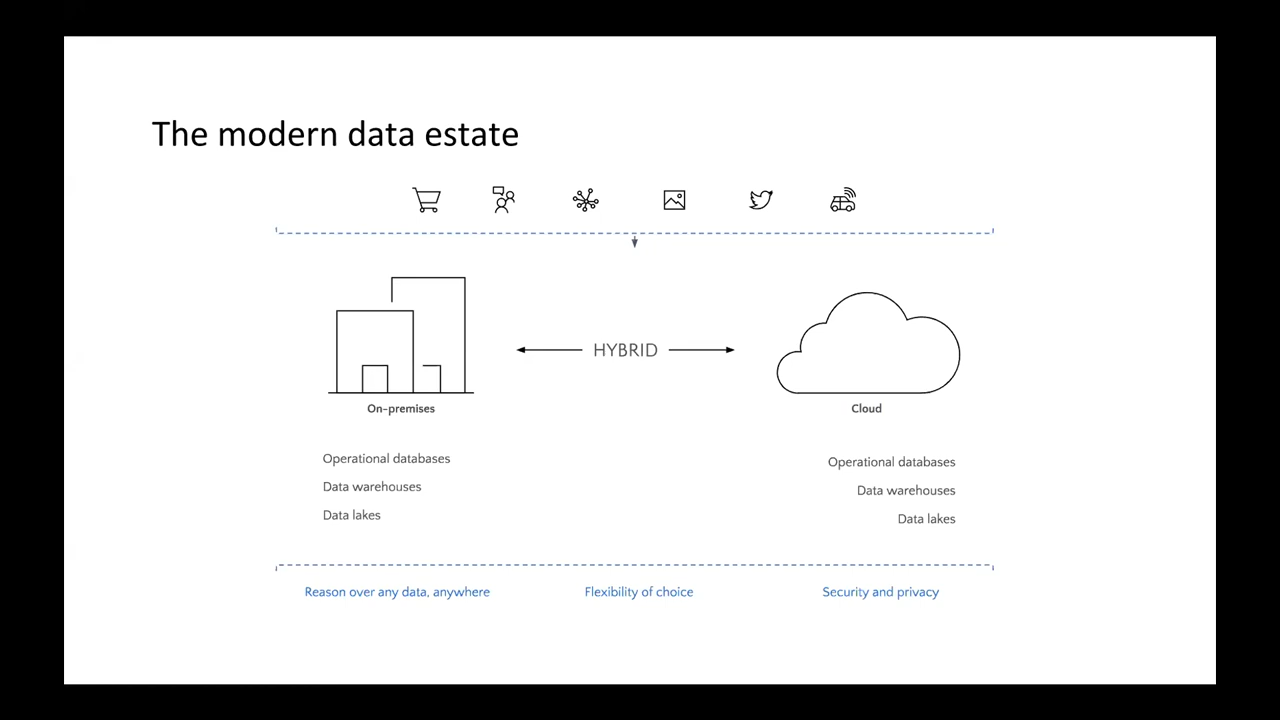 The modern data estate
HYBRID
On-premises
Cloud
Operational databases
Data warehouses
Data lakes
Operational databases
Data warehouses
Data lakes
Reason over any data, anywhere
Flexibility of choice
Security and privacy